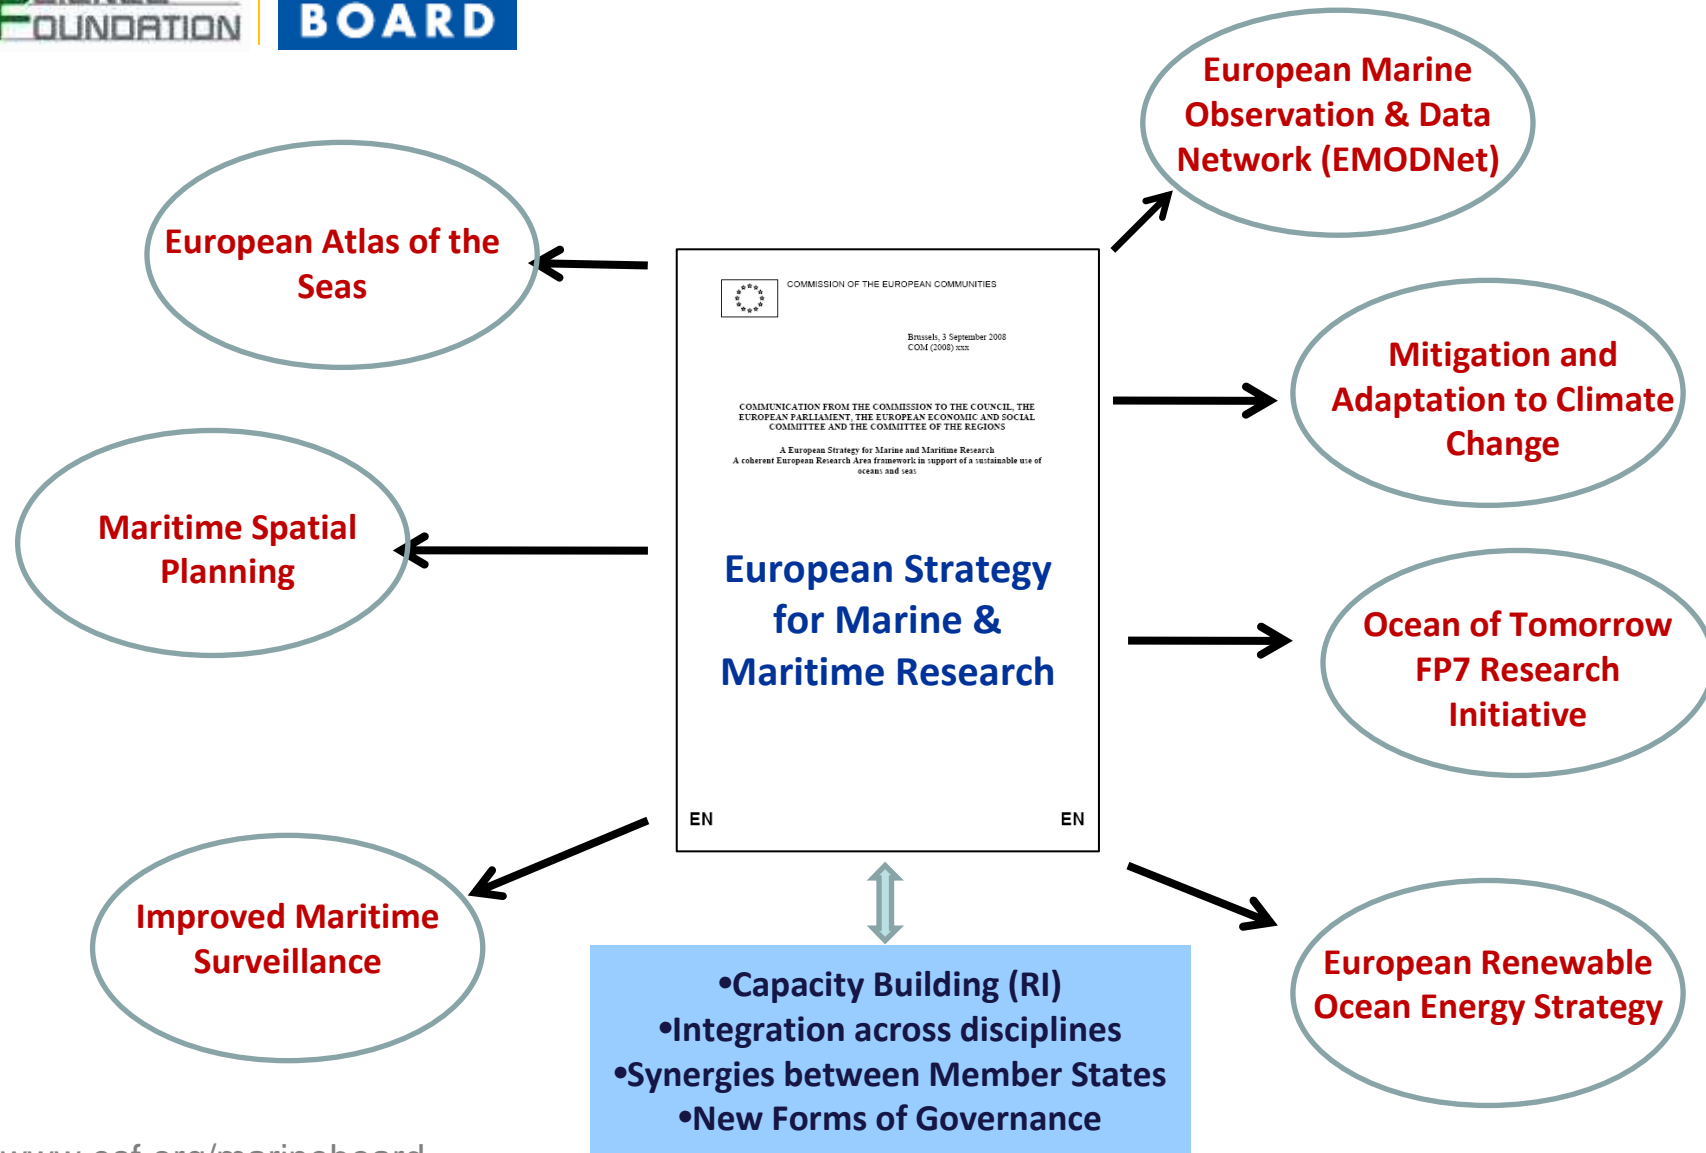 FOUNDATION
BOARD
European Marine
Observation & Data
Network (EMODNet)
European Atlas of the
Seas
COMMISSION OF THE EUROPEAN COMMUNITIES
Brussels, 3 September 2008
COM (2008) xxx
Mitigation and
Adaptation to Climate
Change
COMMUNICATION FROM THE COMMISSION TO THE COUNCIL, THE
EUROPEAN PARLIAMENT, THE EUROPEAN ECONOMIC AND SOCIAL
COMMITTEE AND THE COMMITTEE OF THE REGIONS
A European Strategy for Marine and Maritime Research
A coherent European Research Area framework in support of a sustainable use of
oceans and seas
Maritime Spatial
Planning
European Strategy
for Marine &
Maritime Research
Ocean of Tomorrow
FP7 Research
Initiative
EN EN
Improved Maritime
Surveillance
European Renewable
Ocean Energy Strategy
•Capacity Building (RI)
•Integration across disciplines
•Synergies between Member States
•New Forms of Governance
www.esf.org/marineboard